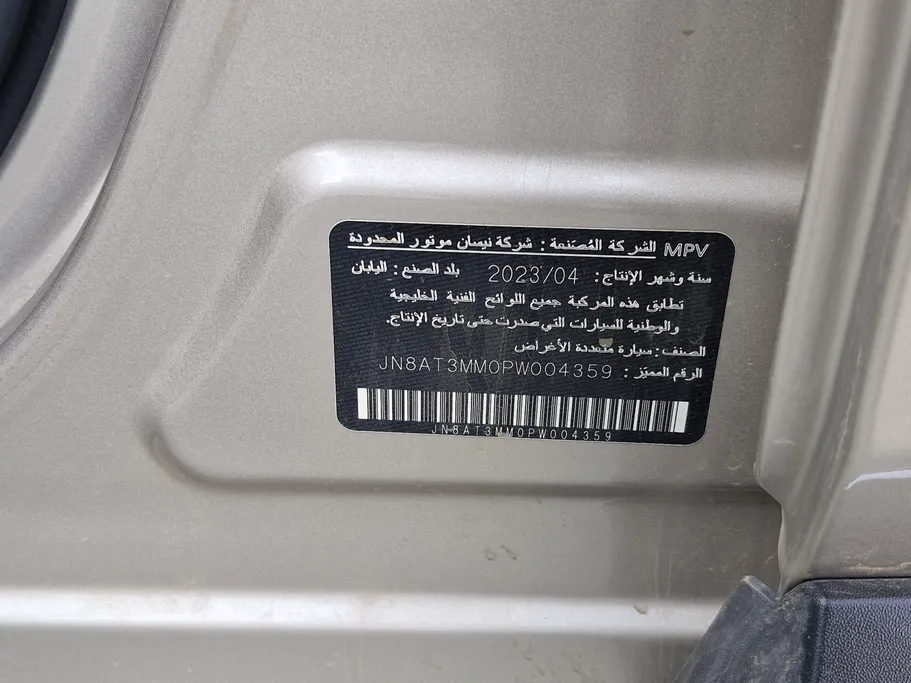 MPV الشركة المُصنعة : شركة نيسان موتور المحدودة
سنة وشهر الإنتاج : 2023/04 بلد الصنع : اليابان
تطابق هذه المركبة جميع اللوائح الفنية الخليجية
والوطنية للسيارات التي صدرت حتى تاريخ الإنتاج.
الصنف : سيارة متعددة الأغراض
الرقم المميّز : JN8AT3MM0PW004359
JN8AT3MM0PW004359